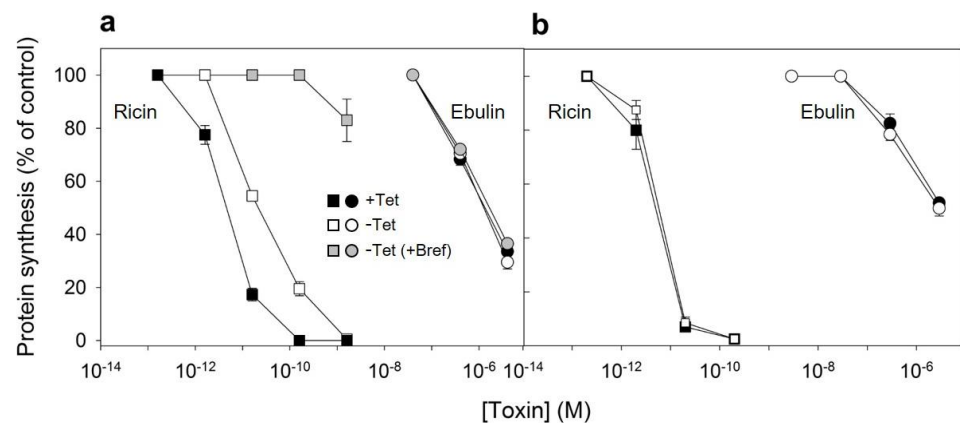 a
b
Protein synthesis (% of control)
100
80
60
40
20
0
Ricin
Ebulin
+Tet
-Tet
-Tet (+Bref)
Ricin
Ebulin
10-14
10-12
10-10
10-8
10-6
10-14
10-12
10-10
10-8
10-6
[Toxin] (M)